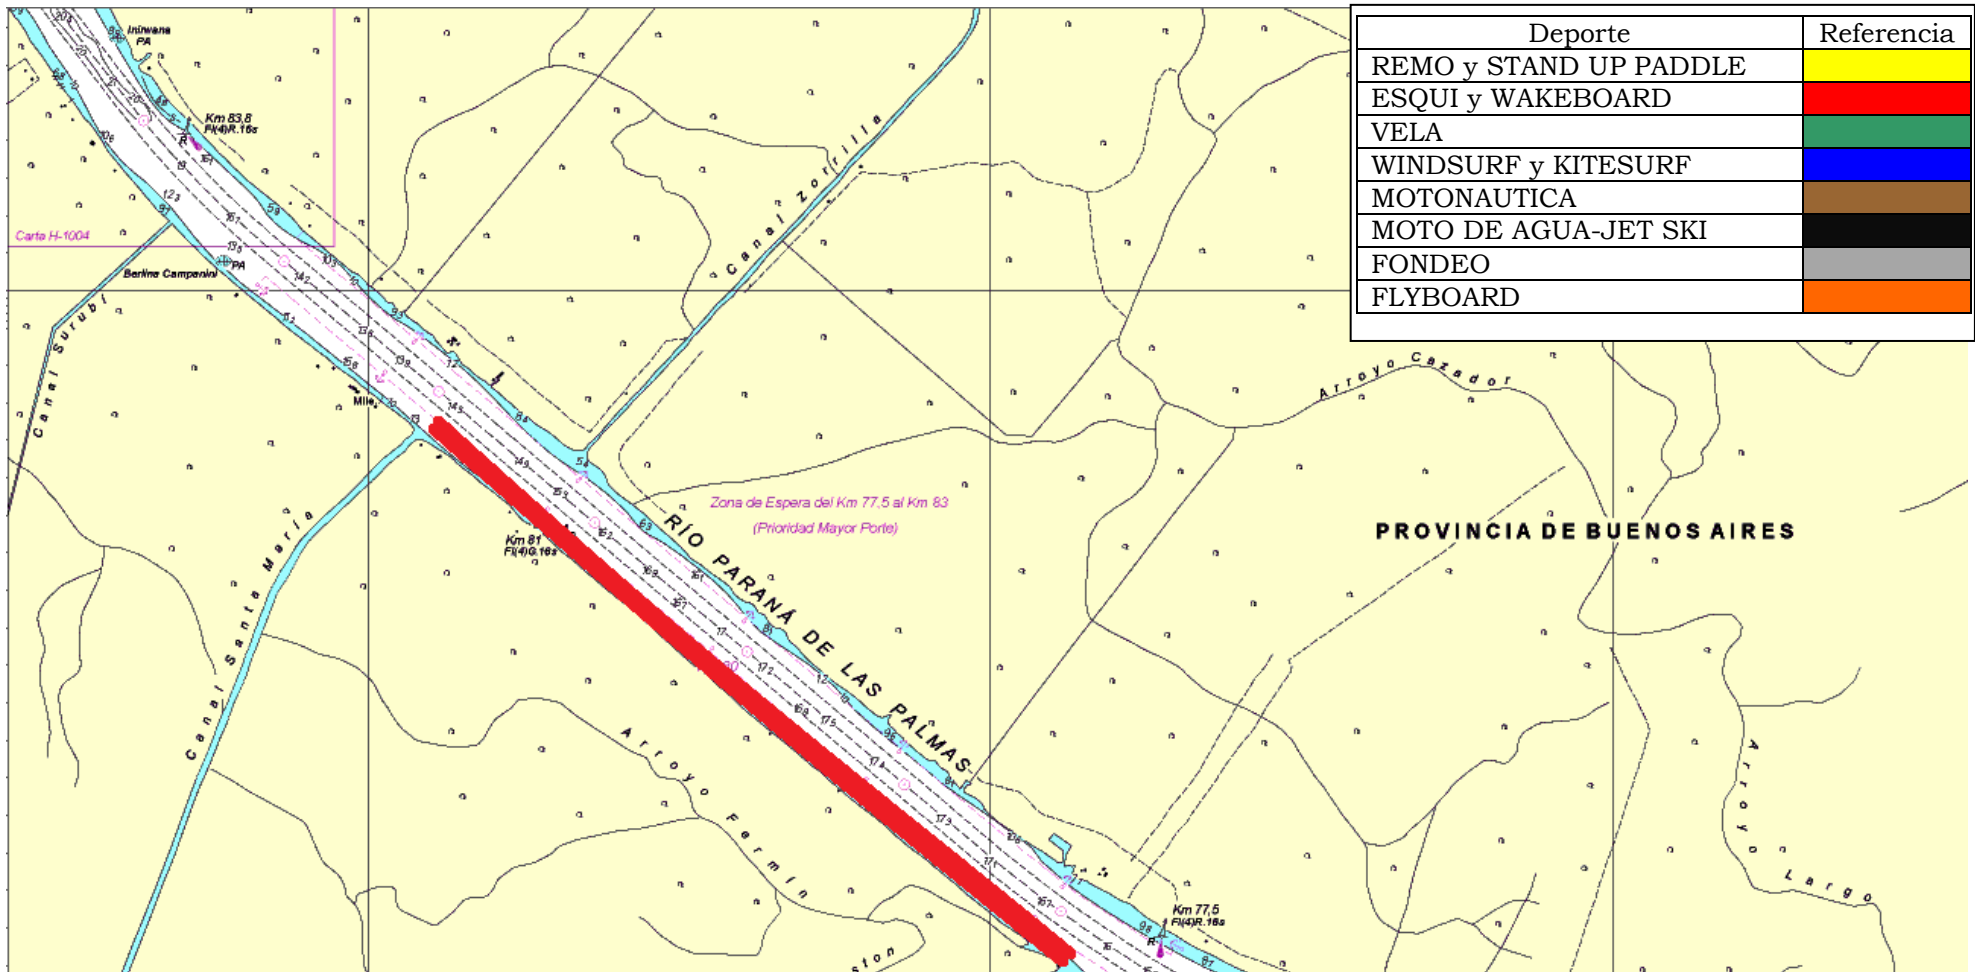 Deporte Referencia
REMO y STAND UP PADDLE
ESQUI y WAKEBOARD
VELA
WINDSURF y KITESURF
MOTONAUTICA
MOTO DE AGUA-JET SKI
FONDEO
FLYBOARD
PA
Km 83,8
Fl(4)R.16s
R
Carta H-1004
PA
Berlina Campanini
Canal Surubí
Canal Zorrilla
Arroyo Cazador
Zona de Espera del Km 77,5 al Km 83
(Prioridad Mayor Porte)
Km 81
Fl(4)G.16s
RÍO PARANÁ DE LAS PALMAS
PROVINCIA DE BUENOS AIRES
Canal Santa María
Arroyo Fermín
Arroyo Largo
Km 77,5
Fl(4)R.16s
R
ston